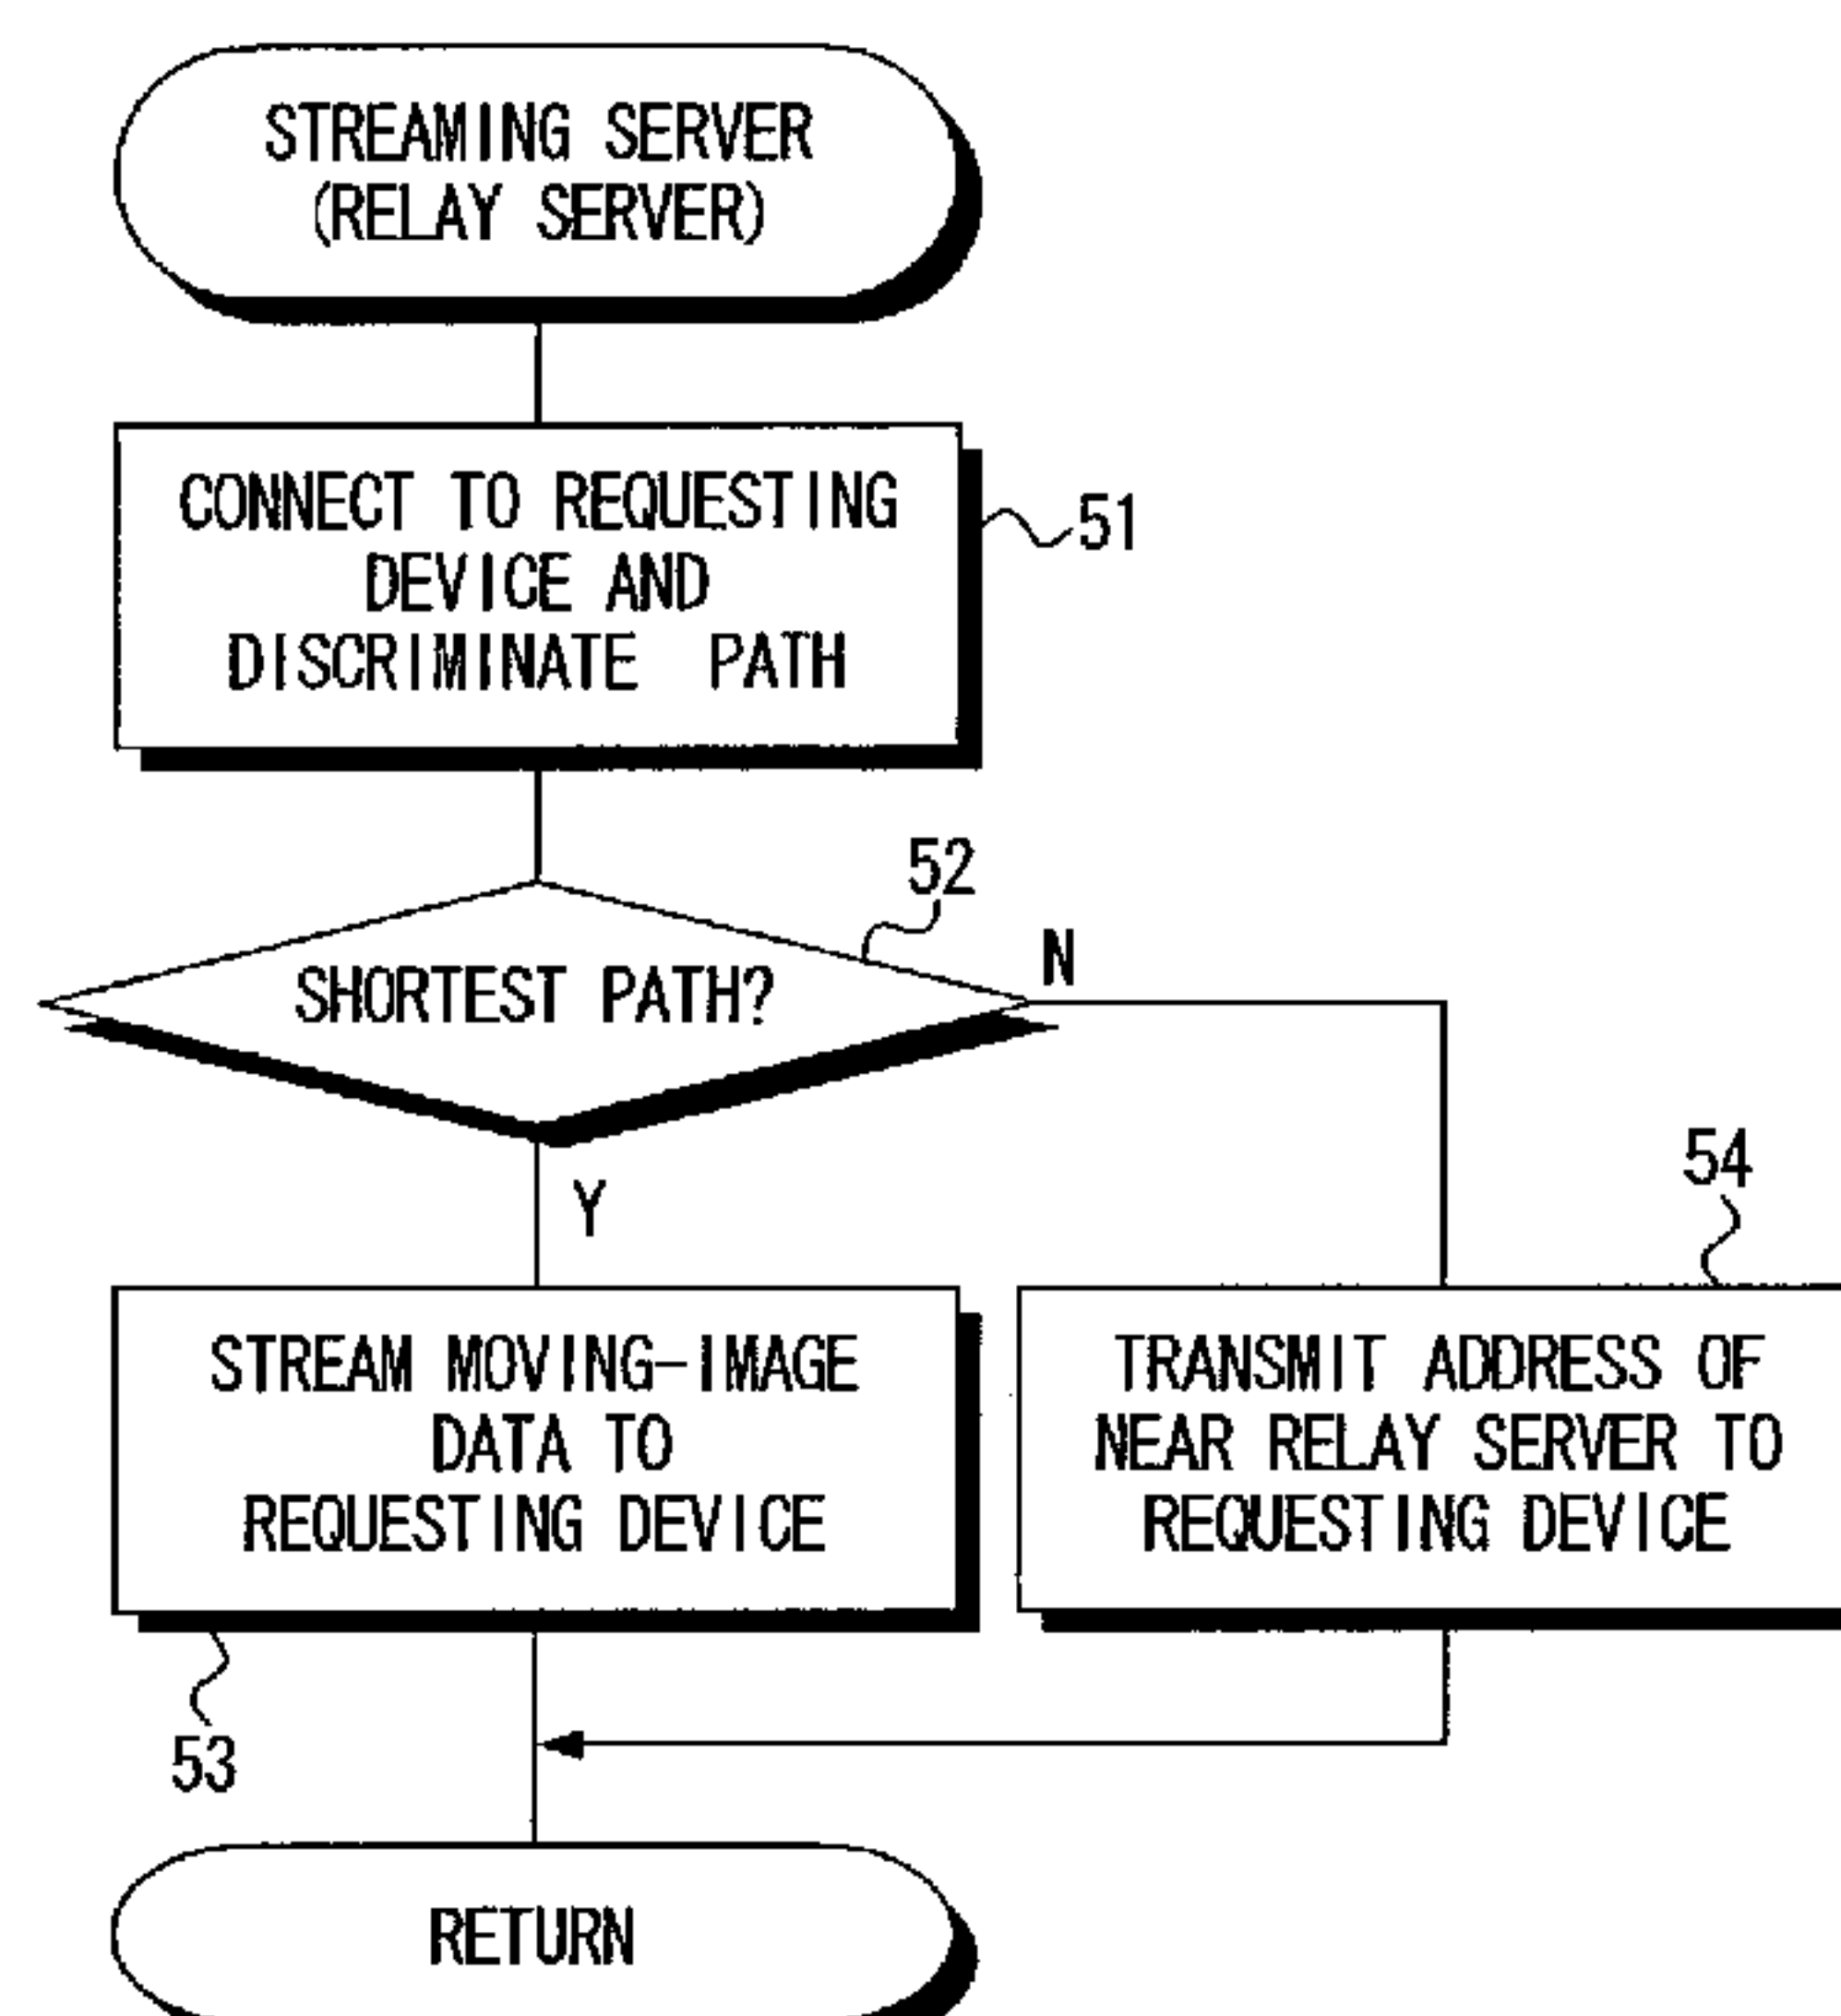 STREAMING SERVER
(RELAY SERVER)
CONNECT TO REQUESTING
DEVICE AND
DISCRIMINATE PATH
51
52
SHORTEST PATH?
N
Y
54
STREAM MOVING-IMAGE
DATA TO
REQUESTING DEVICE
TRANSMIT ADDRESS OF
NEAR RELAY SERVER TO
REQUESTING DEVICE
53
RETURN